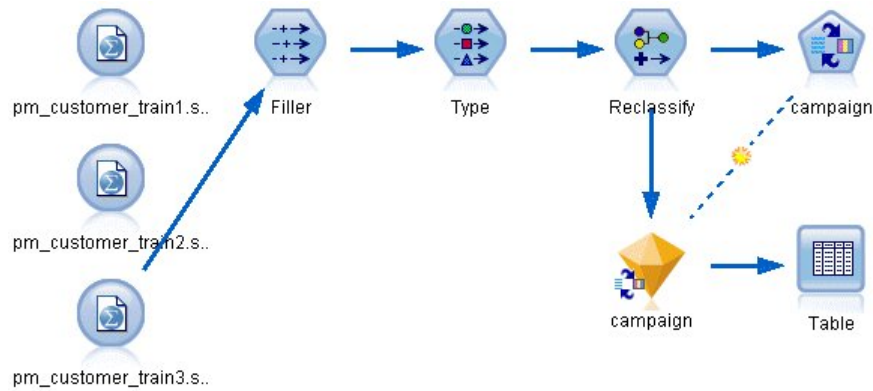 pm_customer_train1.s..
Filler
Type
Reclassify
campaign
pm_customer_train2.s..
campaign
Table
pm_customer_train3.s..